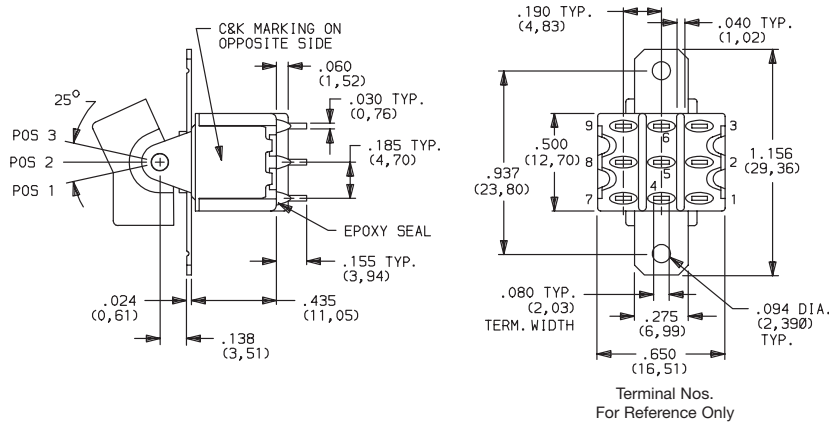 C&K MARKING ON
OPPOSITE SIDE
.060
(1,52)
.030 TYP.
(0,76)
25°
POS 3
POS 2
POS 1
.185 TYP.
(4,70)
EPOXY SEAL
.155 TYP.
(3,94)
.024
(0,61)
.435
(11,05)
.138
(3,51)
.190 TYP.
(4,83)
.040 TYP.
(1,02)
9
6
3
.500
(12,70)
8
5
2
1.156
(29,36)
.937
(23,80)
4
7
1
.080 TYP.
(2,03)
TERM. WIDTH
.275
(6,99)
.094 DIA.
(2,390)
TYP.
.650
(16,51)
Terminal Nos.
For Reference Only